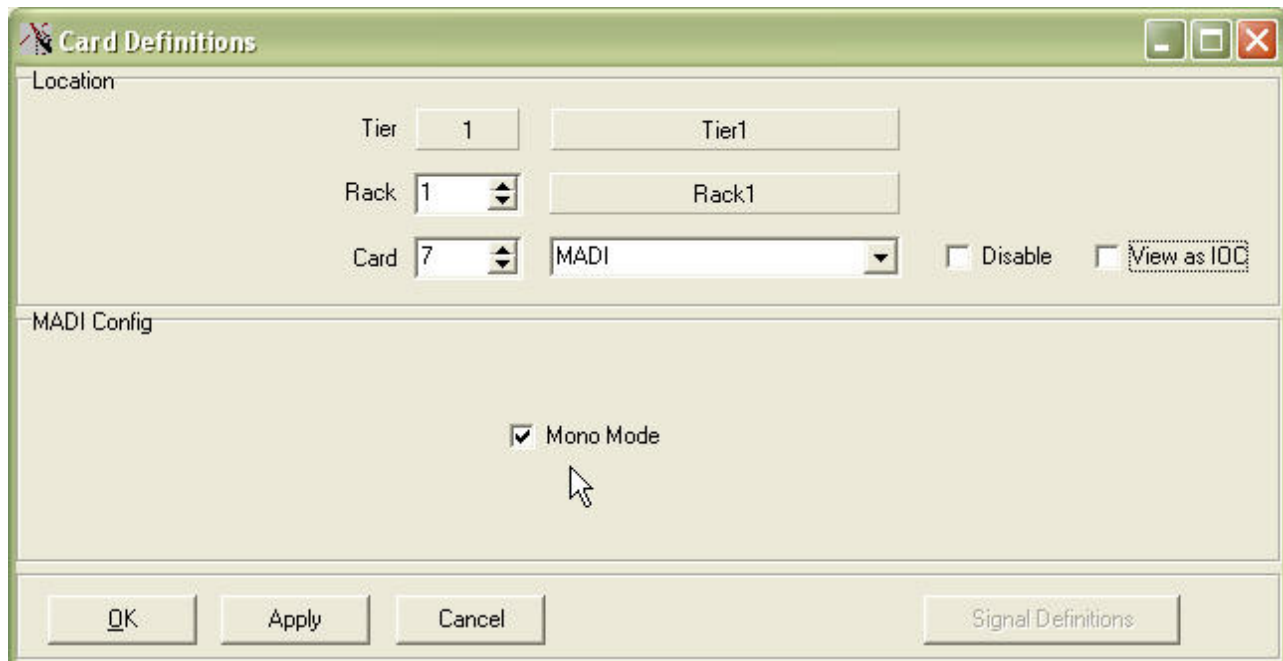 Card Definitions
Location
Tier 1 Tier1
Rack 1 Rack1
Card 7 MADI Disable View as IOC
MADI Config
Mono Mode
OK Apply Cancel Signal Definitions